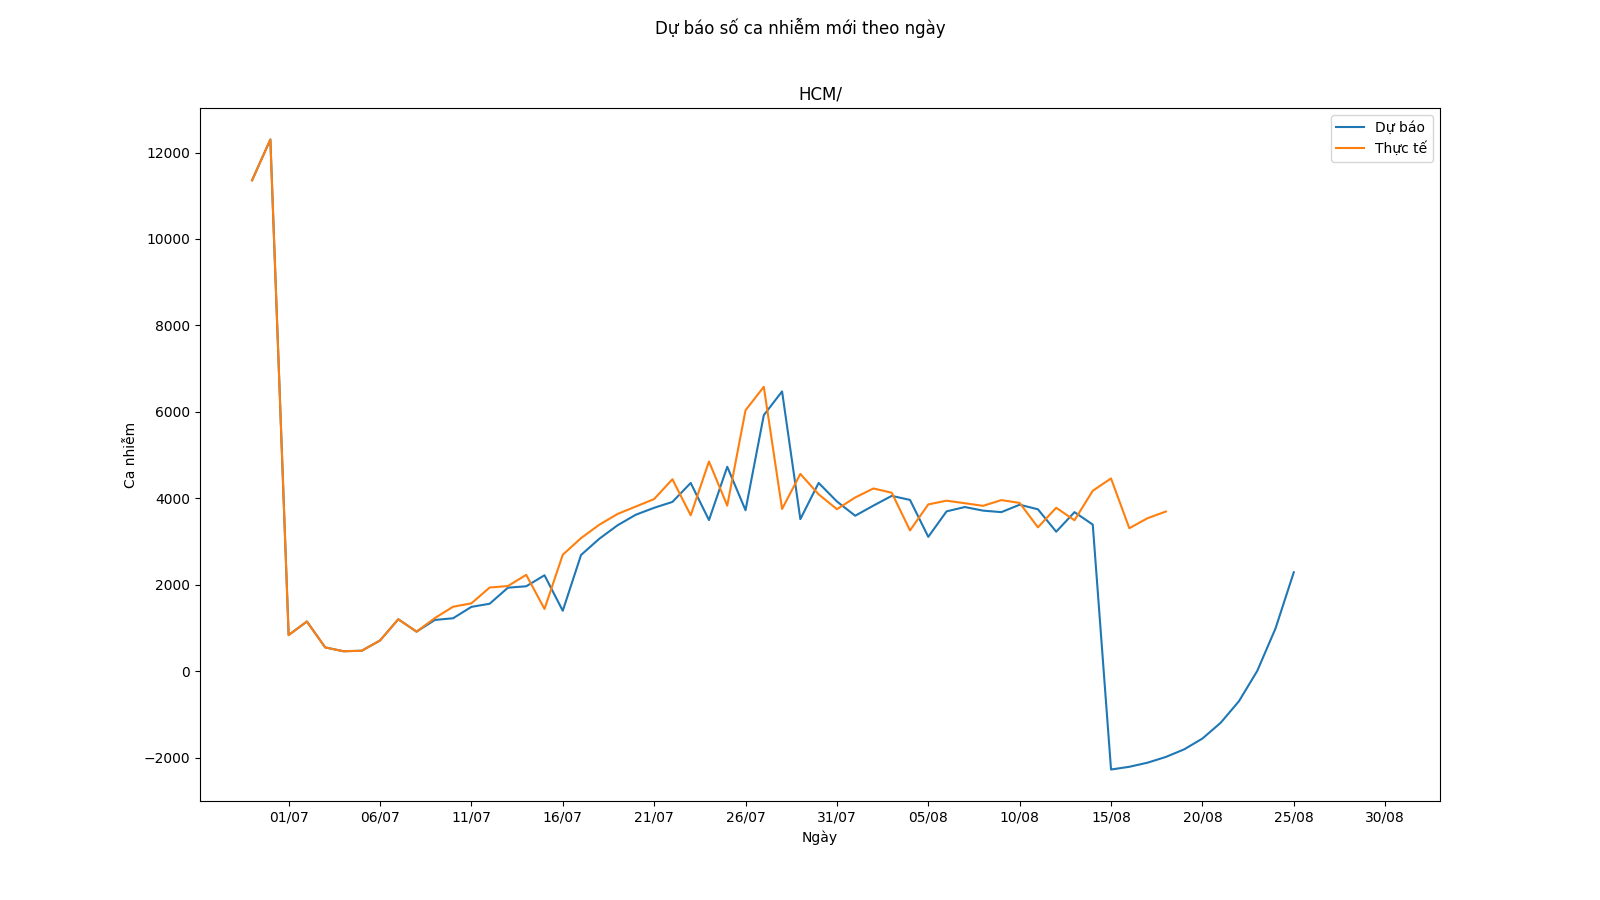 Dự báo số ca nhiễm mới theo ngày
HCM/
Dự báo
Thực tế
12000
10000
8000
6000
4000
2000
0
−2000
Ca nhiễm
01/07 06/07 11/07 16/07 21/07 26/07 31/07 05/08 10/08 15/08 20/08 25/08 30/08
Ngày